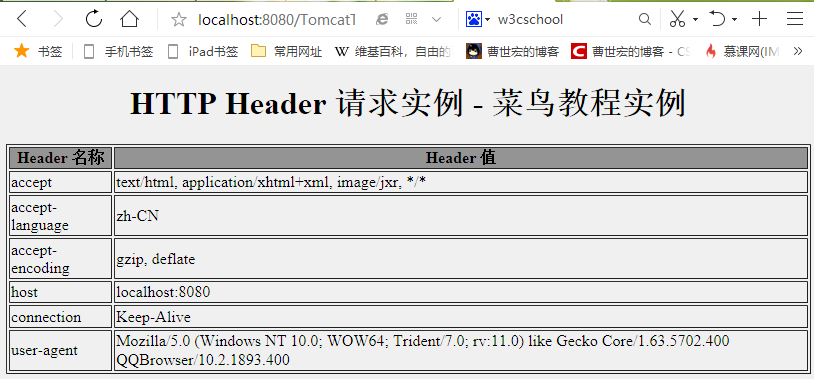 localhost:8080/TomcatT
w3cschool
书签
手机书签
iPad书签
常用网址
W 维基百科，自由的
曹世宏的博客
C 曹世宏的博客 - CS
慕课网(IM
HTTP Header 请求实例 - 菜鸟教程实例
Header 名称 Header 值
accept text/html, application/xhtml+xml, image/jxr, */*
accept-
language zh-CN
accept-
encoding gzip, deflate
host localhost:8080
connection Keep-Alive
user-agent Mozilla/5.0 (Windows NT 10.0; WOW64; Trident/7.0; rv:11.0) like Gecko Core/1.63.5702.400
QQBrowser/10.2.1893.400